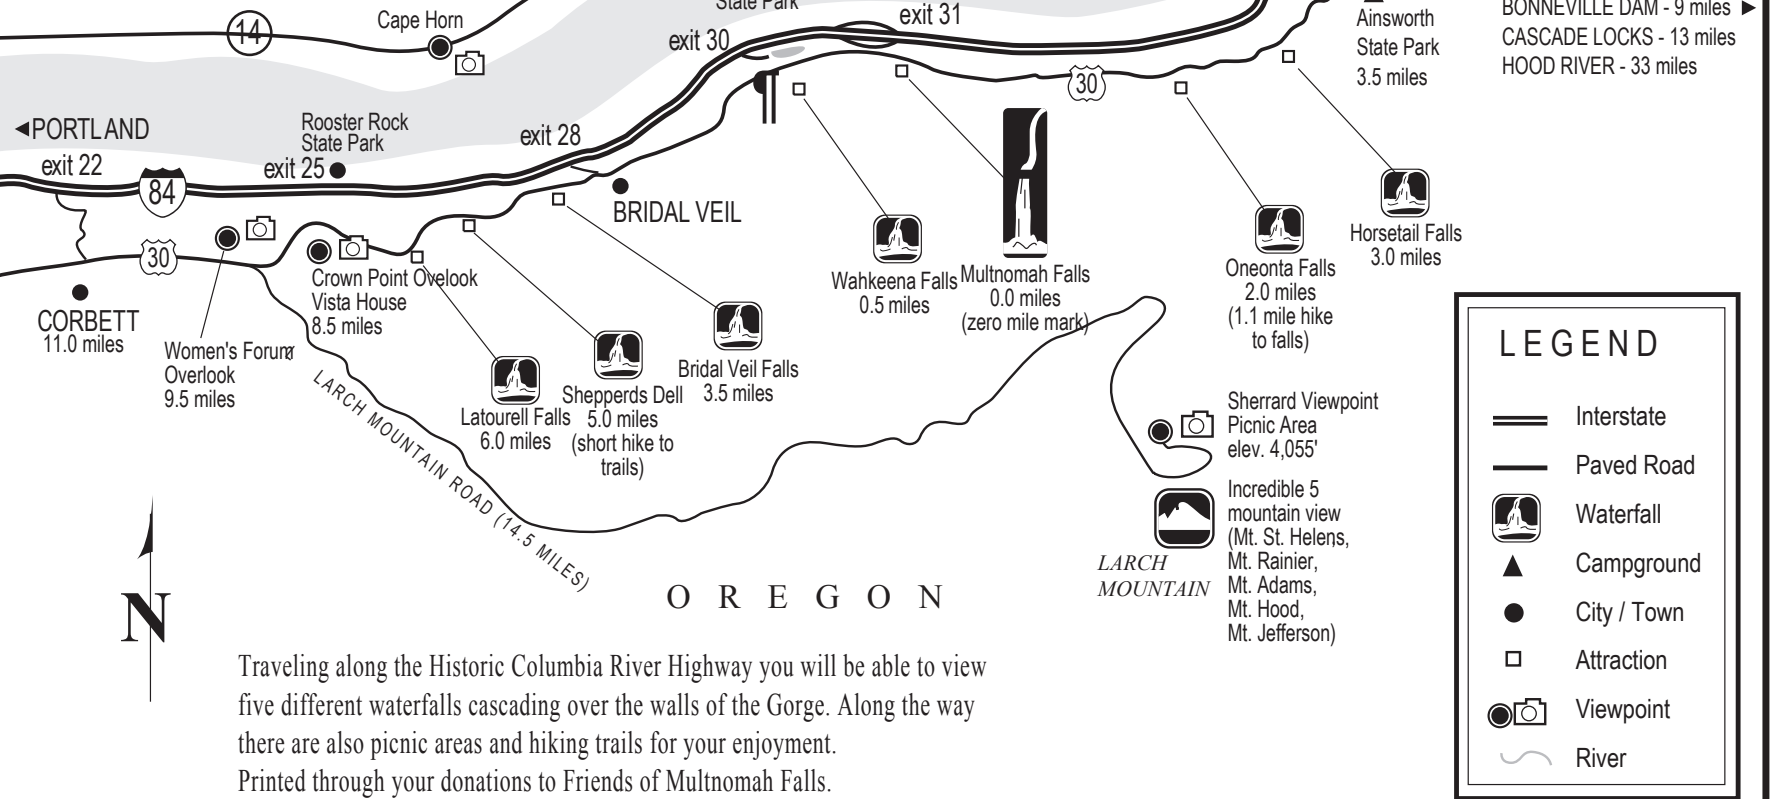 State Park
Cape Horn
14
exit 31
exit 30
Ainsworth
State Park
3.5 miles
BONNEVILLE DAM - 9 miles
CASCADE LOCKS - 13 miles
HOOD RIVER - 33 miles
30
PORTLAND
exit 22
Rooster Rock
State Park
exit 25
exit 28
84
BRIDAL VEIL
30
CORBETT
11.0 miles
Women's Forum
Overlook
9.5 miles
Crown Point Ovelook
Vista House
8.5 miles
Latourell Falls
6.0 miles
Shepperds Dell
5.0 miles
(short hike to
trails)
Bridal Veil Falls
3.5 miles
Wahkeena Falls
0.5 miles
Multnomah Falls
0.0 miles
(zero mile mark)
Oneonta Falls
2.0 miles
(1.1 mile hike
to falls)
Horsetail Falls
3.0 miles
LARCH MOUNTAIN ROAD (14.5 MILES)
Sherrard Viewpoint
Picnic Area
elev. 4,055'
Incredible 5
mountain view
(Mt. St. Helens,
Mt. Rainier,
Mt. Adams,
Mt. Hood,
Mt. Jefferson)
LARCH
MOUNTAIN
OREGON
N
Traveling along the Historic Columbia River Highway you will be able to view
five different waterfalls cascading over the walls of the Gorge. Along the way
there are also picnic areas and hiking trails for your enjoyment.
Printed through your donations to Friends of Multnomah Falls.
LEGEND
Interstate
Paved Road
Waterfall
Campground
City / Town
Attraction
Viewpoint
River